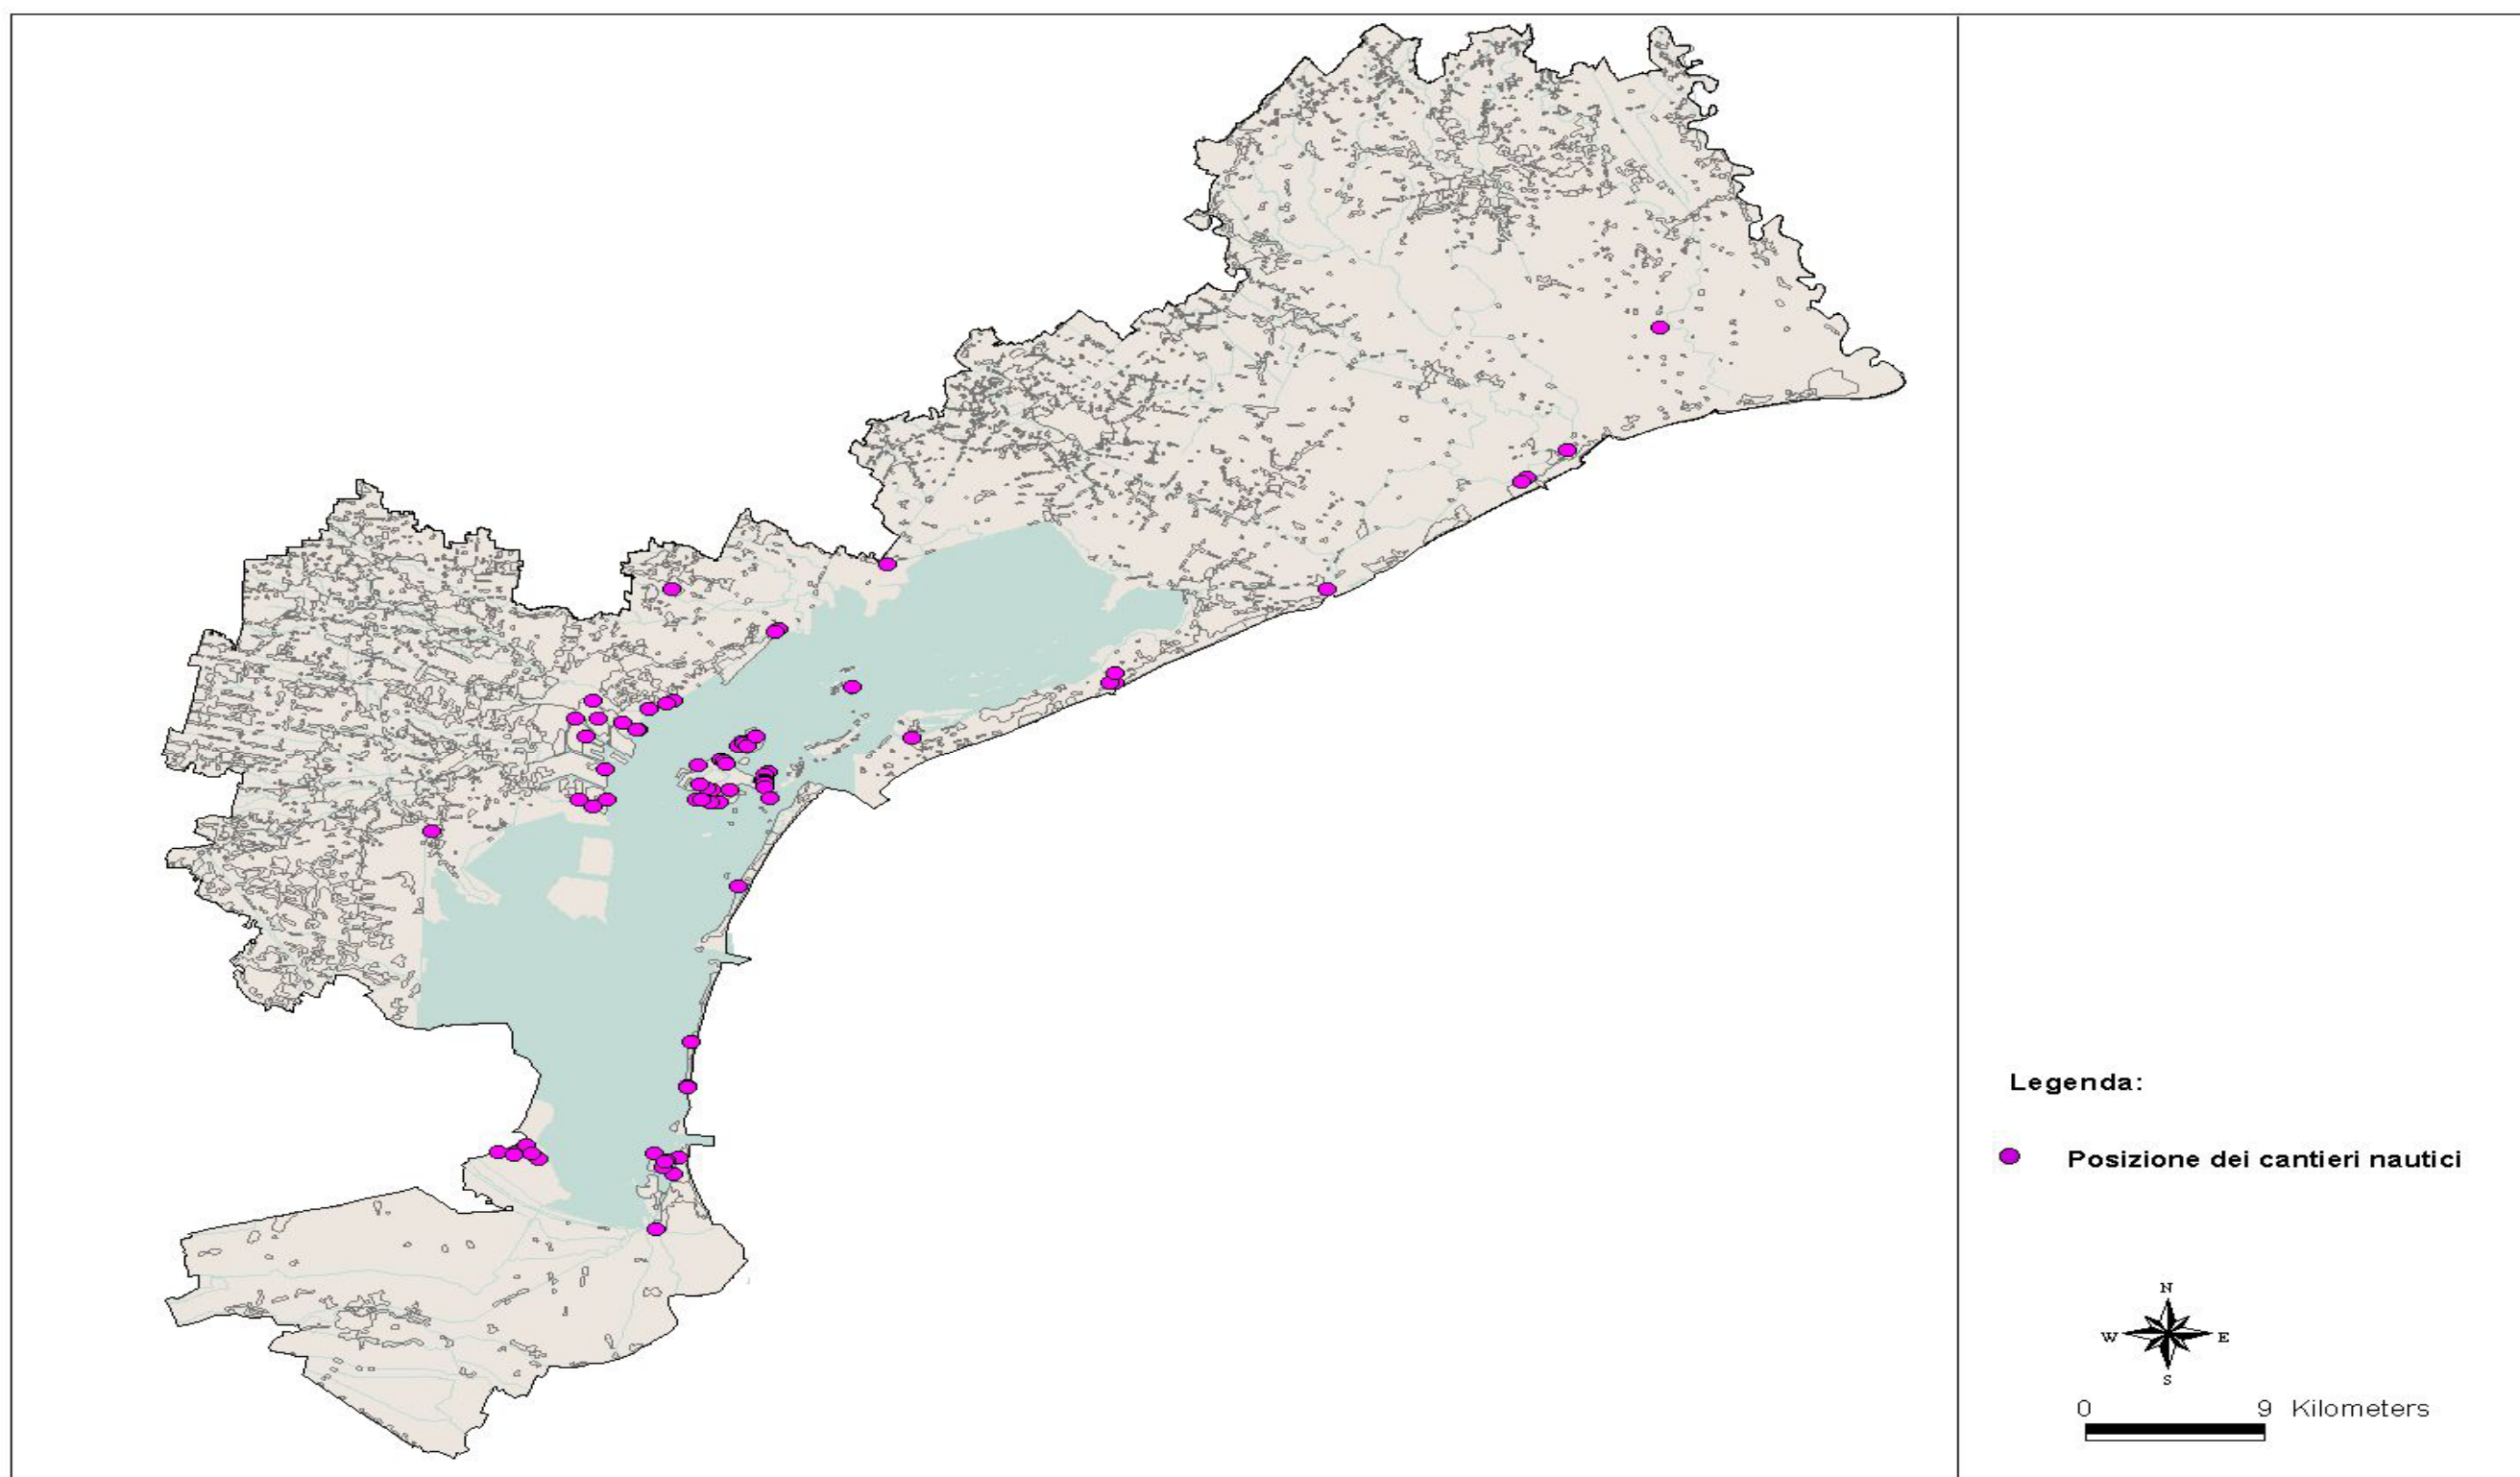 Legenda:
Posizione dei cantieri nautici
N
W E
S
0 9 Kilometers